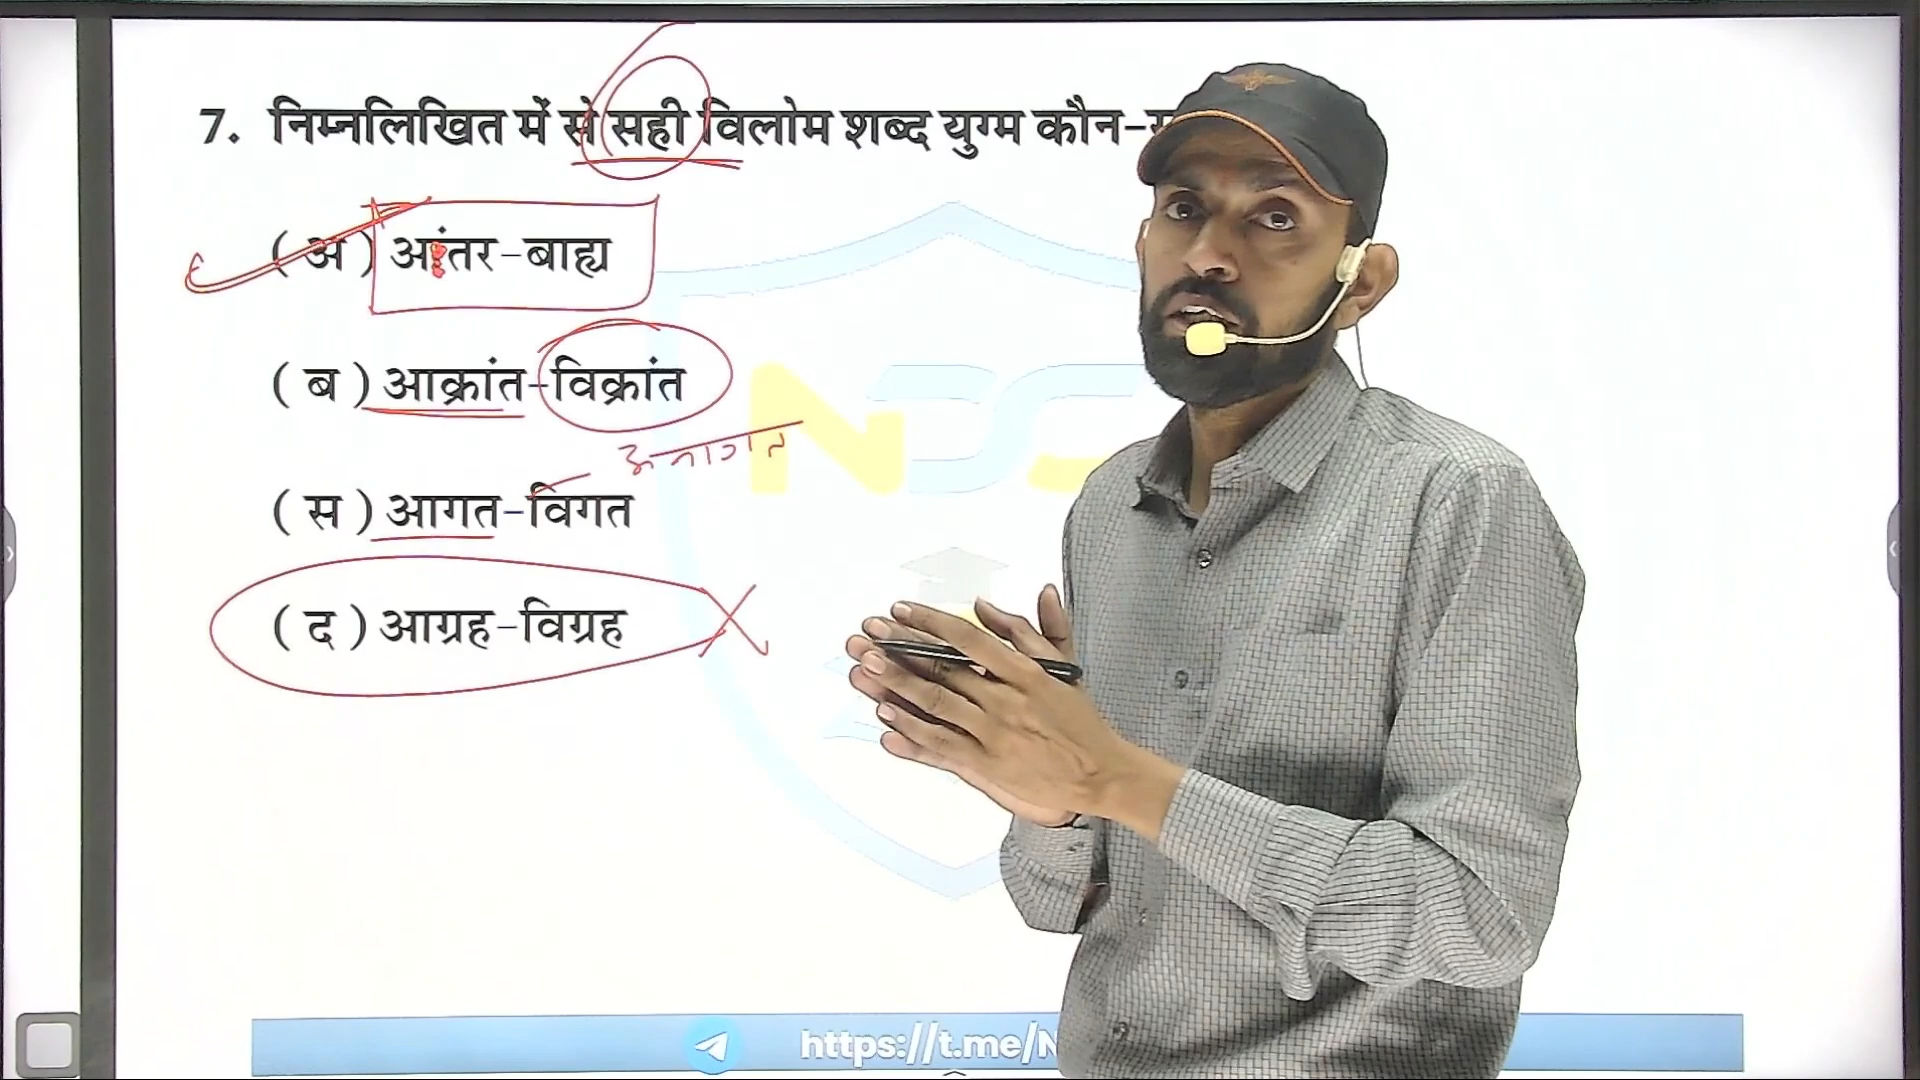 7. निम्नलिखित में से सही विलोम शब्द युग्म कौन-
( अ ) आंतर-बाह्य
( ब ) आक्रांत-विक्रांत
अनागत
( स ) आगत-विगत
( द ) आग्रह-विग्रह
https://t.me/N